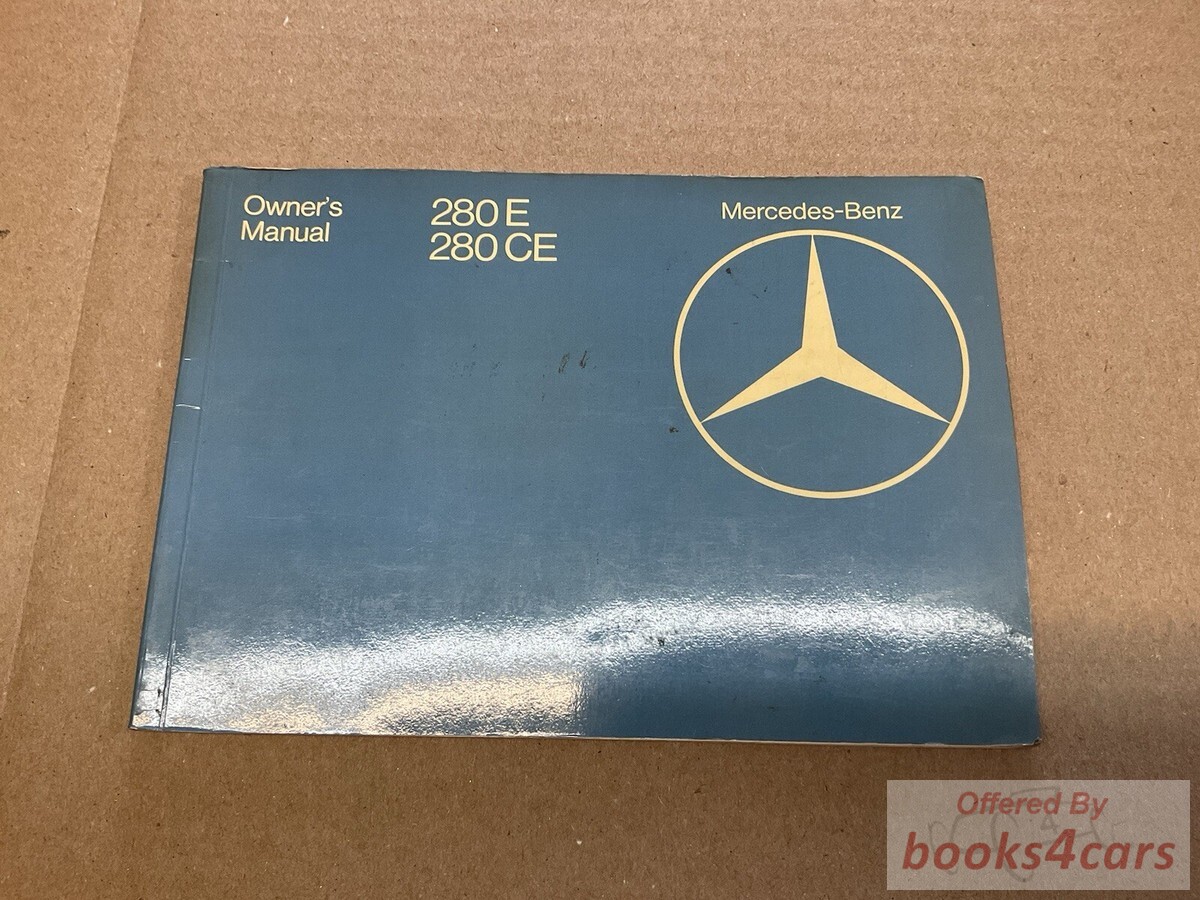 Owner's
Manual
280 E
280 CE
Mercedes-Benz
Offered By
books4cars